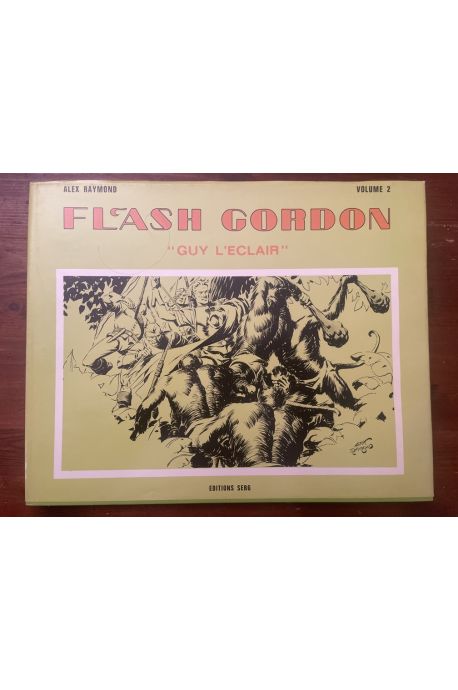 ALEX RAYMOND
VOLUME 2
FLASH GORDON
"GUY L'ECLAIR"
EDITIONS SERG